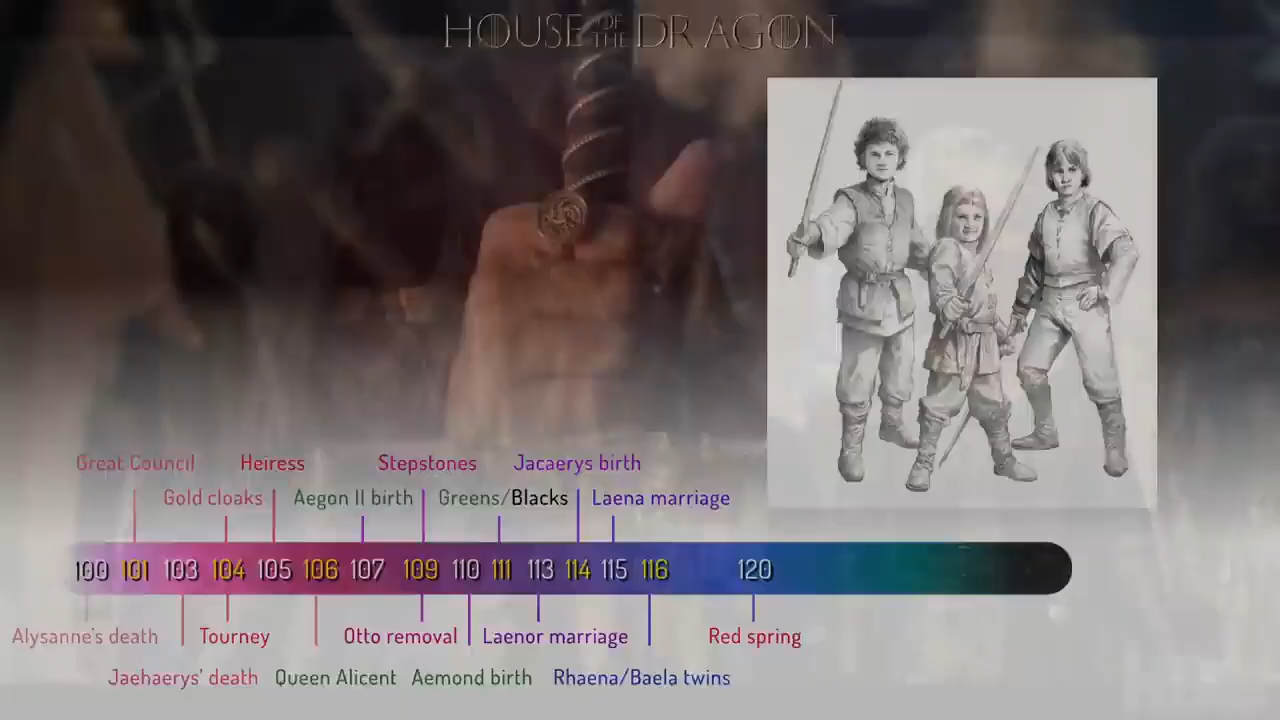 HOUSE OF THE DRAGON
Great Council Heiress Stepstones Jacaerys birth
Gold cloaks Aegon II birth Greens/Blacks Laena marriage
100 101 103 104 105 106 107 109 110 111 113 114 115 116 120
Alysanne's death Tourney Otto removal Laenor marriage Red spring
Jaehaerys' death Queen Alicent Aemond birth Rhaena/Baela twins